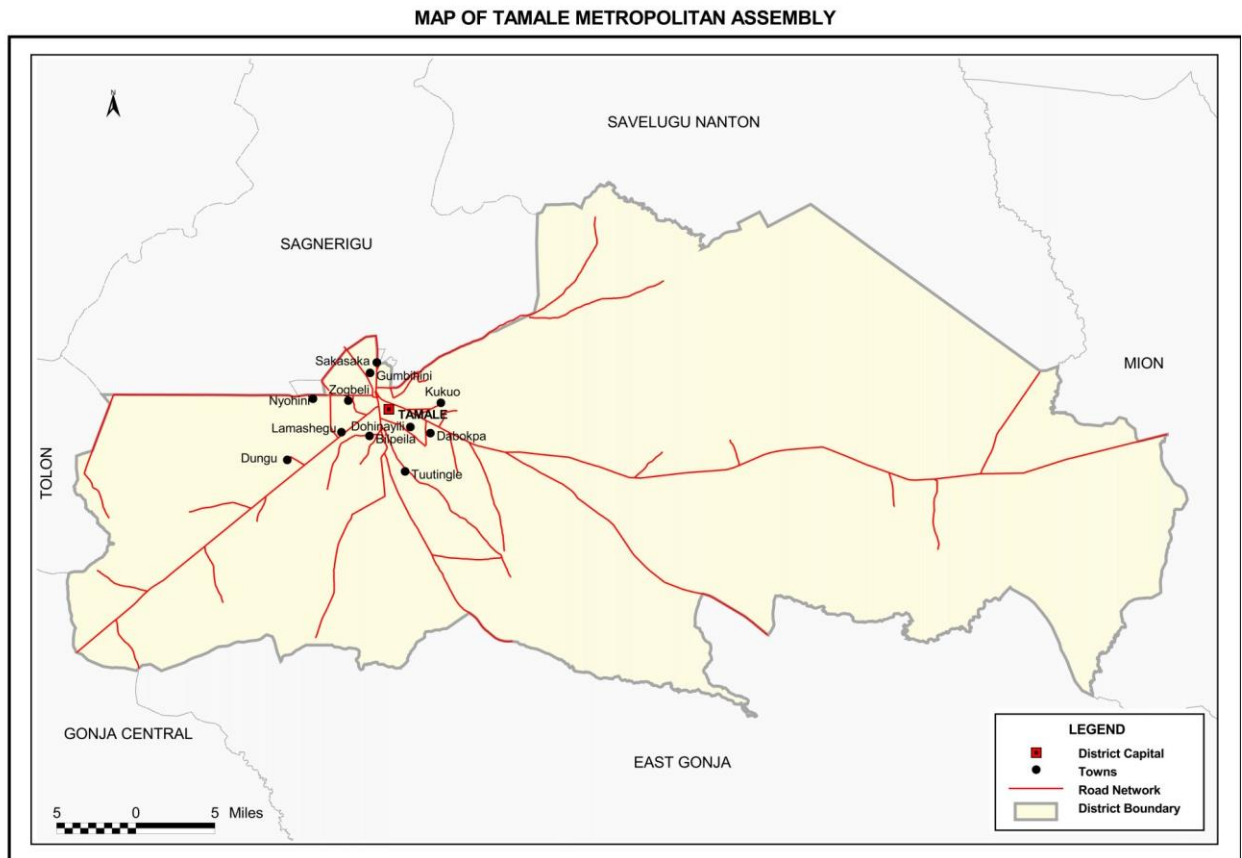 MAP OF TAMALE METROPOLITAN ASSEMBLY
N
SAVELUGU NANTON
SAGNERIGU
MION
TOLON
Sakasaka
Gumbihini
Zogbeli
Nyohini
Kukuo
TAMALE
Lamashegu
Dohinaylli
Bilpeila
Dabokpa
Dungu
Tuutingle
GONJA CENTRAL
EAST GONJA
5 0 5 Miles
LEGEND
District Capital
Towns
Road Network
District Boundary